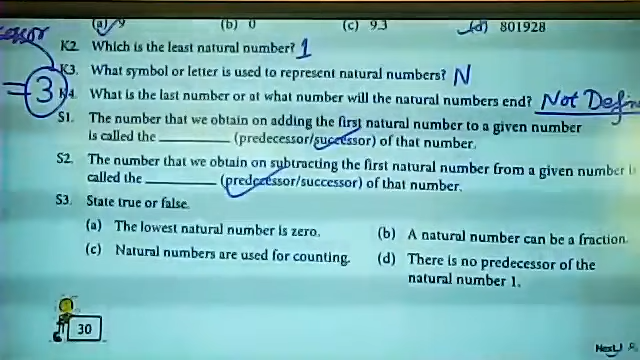 (a) 9 (b) 0 (c) 9.3 (d) 801928
K2. Which is the least natural number? 1
K3. What symbol or letter is used to represent natural numbers? N
= 3
K4. What is the last number or at what number will the natural numbers end? Not Defin
S1. The number that we obtain on adding the first natural number to a given number
is called the __________ (predecessor/successor) of that number.
S2. The number that we obtain on subtracting the first natural number from a given number i
called the __________ (predecessor/successor) of that number.
S3. State true or false.
(a) The lowest natural number is zero. (b) A natural number can be a fraction.
(c) Natural numbers are used for counting. (d) There is no predecessor of the
natural number 1.
30